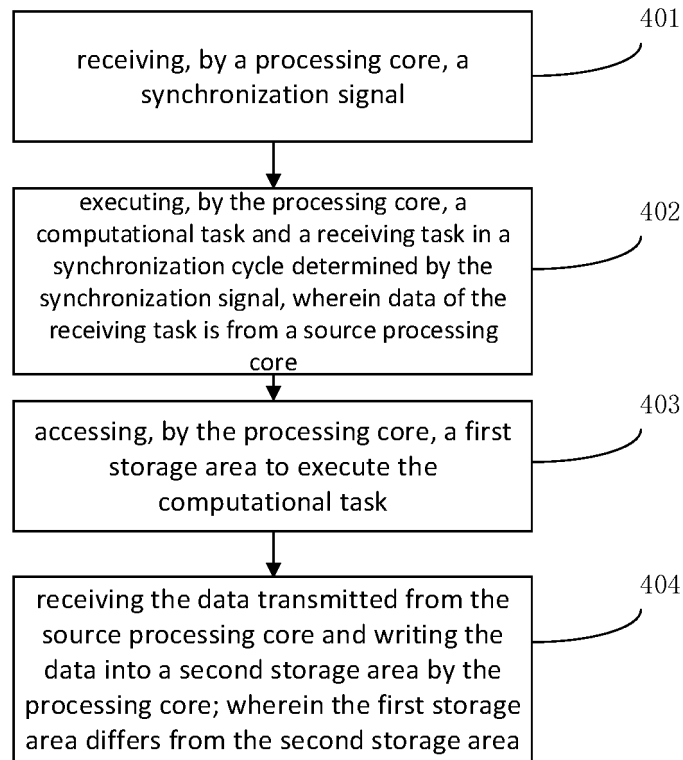 401
receiving, by a processing core, a
synchronization signal
402
executing, by the processing core, a
computational task and a receiving task in a
synchronization cycle determined by the
synchronization signal, wherein data of the
receiving task is from a source processing
core
403
accessing, by the processing core, a first
storage area to execute the
computational task
404
receiving the data transmitted from the
source processing core and writing the
data into a second storage area by the
processing core; wherein the first storage
area differs from the second storage area